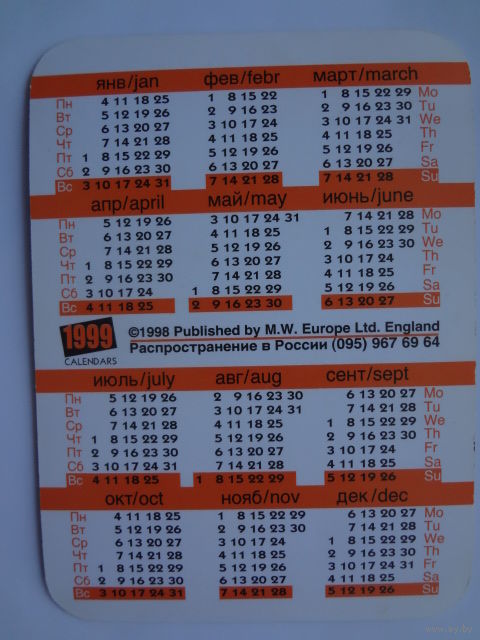 янв/jan фев/febr март/march
Пн 4 11 18 25 1 8 15 22 1 8 15 22 29 Mo
Вт 5 12 19 26 2 9 16 23 2 9 16 23 30 Tu
Ср 6 13 20 27 3 10 17 24 3 10 17 24 31 We
Чт 7 14 21 28 4 11 18 25 4 11 18 25 Th
Пт 1 8 15 22 29 5 12 19 26 5 12 19 26 Fr
Сб 2 9 16 23 30 6 13 20 27 6 13 20 27 Sa
Вс 3 10 17 24 31 7 14 21 28 7 14 21 28 Su
апр/april май/may июнь/june
Пн 5 12 19 26 3 10 17 24 31 7 14 21 28 Mo
Вт 6 13 20 27 4 11 18 25 1 8 15 22 29 Tu
Ср 7 14 21 28 5 12 19 26 2 9 16 23 30 We
Чт 1 8 15 22 29 6 13 20 27 3 10 17 24 Th
Пт 2 9 16 23 30 7 14 21 28 4 11 18 25 Fr
Сб 3 10 17 24 1 8 15 22 29 5 12 19 26 Sa
Вс 4 11 18 25 2 9 16 23 30 6 13 20 27 Su
1999 ©1998 Published by M.W. Europe Ltd. England
CALENDARS Распространение в России (095) 967 69 64
июль/july авг/aug сент/sept
Пн 5 12 19 26 2 9 16 23 30 6 13 20 27 Mo
Вт 6 13 20 27 3 10 17 24 31 7 14 21 28 Tu
Ср 7 14 21 28 4 11 18 25 1 8 15 22 29 We
Чт 1 8 15 22 29 5 12 19 26 2 9 16 23 30 Th
Пт 2 9 16 23 30 6 13 20 27 3 10 17 24 Fr
Сб 3 10 17 24 31 7 14 21 28 4 11 18 25 Sa
Вс 4 11 18 25 1 8 15 22 29 5 12 19 26 Su
окт/oct нояб/nov дек/dec
Пн 4 11 18 25 1 8 15 22 29 6 13 20 27 Mo
Вт 5 12 19 26 2 9 16 23 30 7 14 21 28 Tu
Ср 6 13 20 27 3 10 17 24 1 8 15 22 29 We
Чт 7 14 21 28 4 11 18 25 2 9 16 23 30 Th
Пт 1 8 15 22 29 5 12 19 26 3 10 17 24 31 Fr
Сб 2 9 16 23 30 6 13 20 27 4 11 18 25 Sa
Вс 3 10 17 24 31 7 14 21 28 5 12 19 26 Su